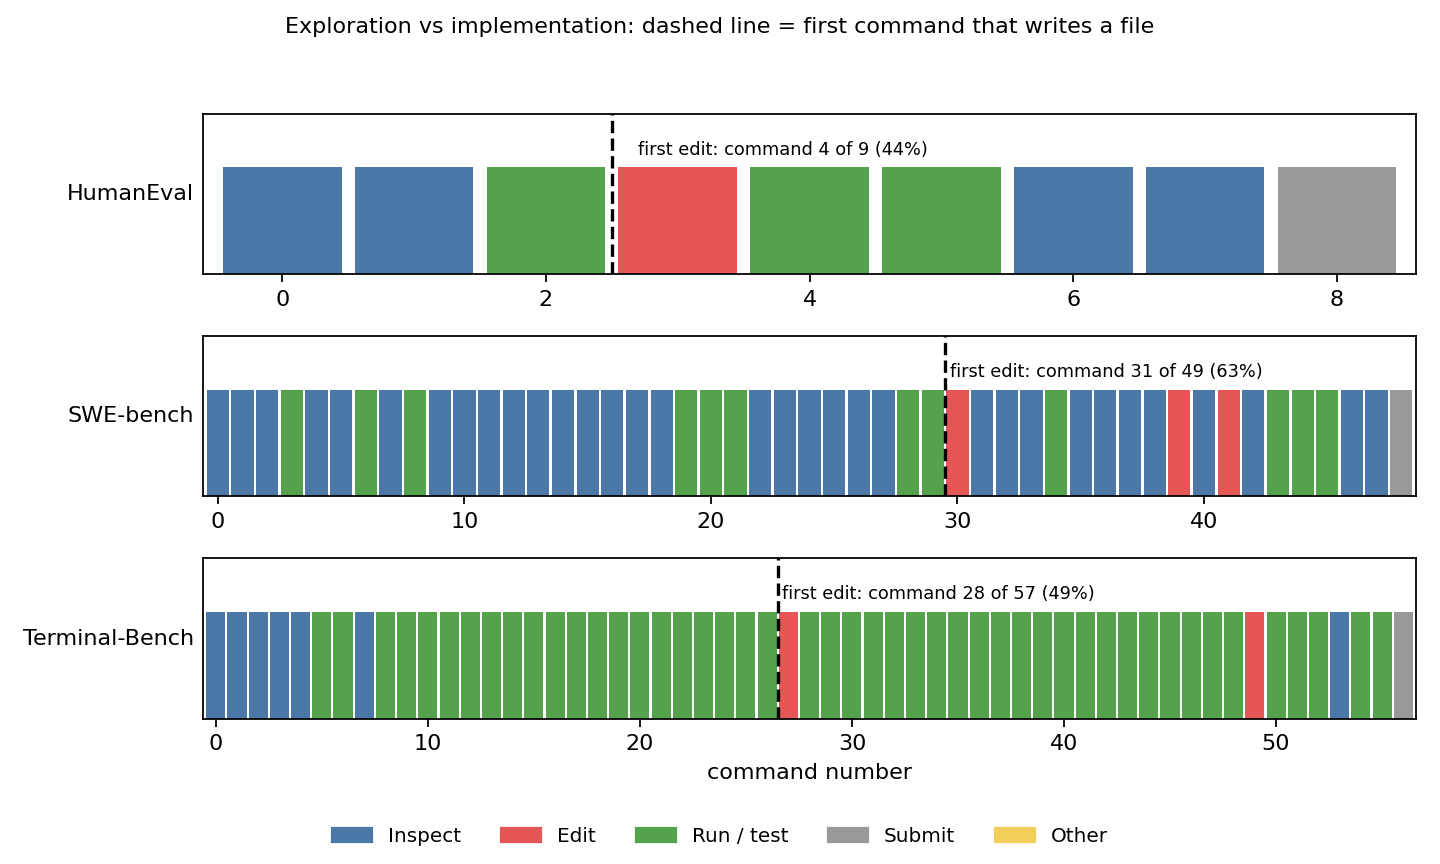 Exploration vs implementation: dashed line = first command that writes a file
first edit: command 4 of 9 (44%)
HumanEval
0 2 4 6 8
first edit: command 31 of 49 (63%)
SWE-bench
0 10 20 30 40
first edit: command 28 of 57 (49%)
Terminal-Bench
0 10 20 30 40 50
command number
Inspect Edit Run / test Submit Other